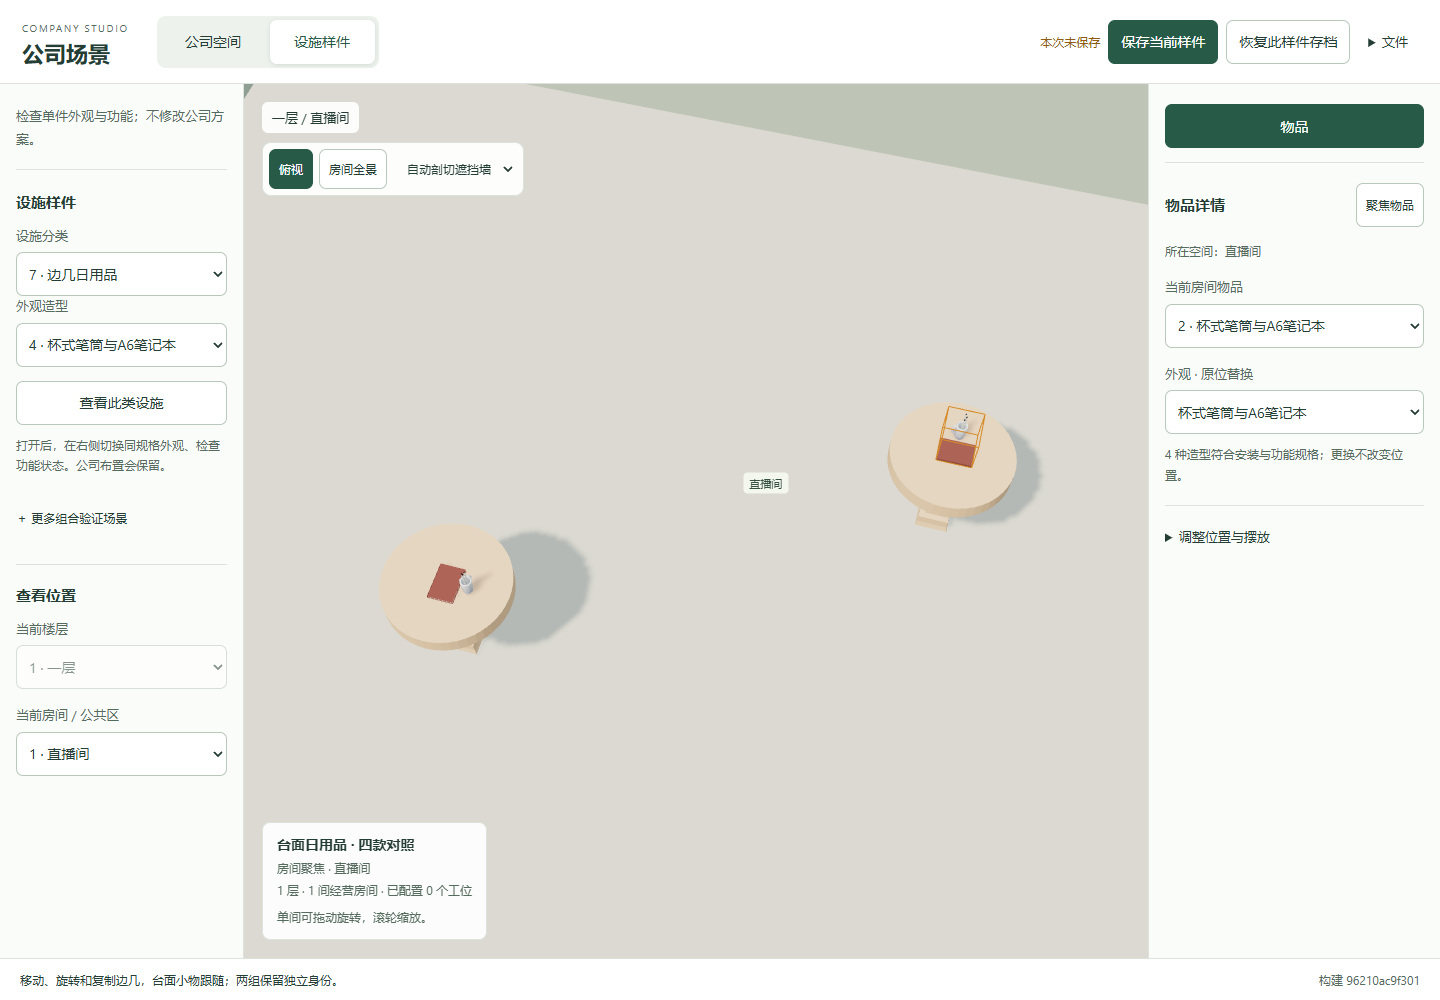 COMPANY STUDIO
公司场景
公司空间
设施样件
本次未保存
保存当前样件
恢复此样件存档
文件
检查单件外观与功能；不修改公司方
案。
设施样件
设施分类
7 · 边几日用品
外观造型
4 · 杯式笔筒与A6笔记本
查看此类设施
打开后，在右侧切换同规格外观、检查
功能状态。公司布置会保留。
+ 更多组合验证场景
查看位置
当前楼层
1 · 一层
当前房间 / 公共区
1 · 直播间
一层 / 直播间
俯视
房间全景
自动剖切遮挡墙
直播间
台面日用品 · 四款对照
房间聚焦 · 直播间
1 层 · 1 间经营房间 · 已配置 0 个工位
单间可拖动旋转，滚轮缩放。
物品
物品详情
聚焦物品
所在空间：直播间
当前房间物品
2 · 杯式笔筒与A6笔记本
外观 · 原位替换
杯式笔筒与A6笔记本
4 种造型符合安装与功能规格；更换不改变位
置。
调整位置与摆放
移动、旋转和复制边几，台面小物跟随；两组保留独立身份。
构建 96210ac9f301